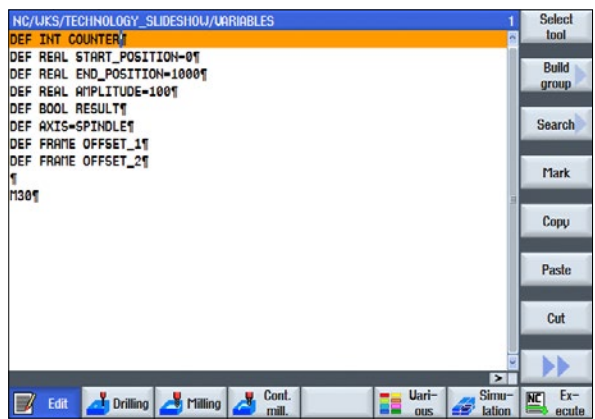 NC/WKS/TECHNOLOGY_SLIDESHOW/VARIABLES 1
DEF INT COUNTER¶
DEF REAL START_POSITION=0¶
DEF REAL END_POSITION=1000¶
DEF REAL AMPLITUDE=100¶
DEF BOOL RESULT¶
DEF AXIS=SPINDLE¶
DEF FRAME OFFSET_1¶
DEF FRAME OFFSET_2¶
¶
M30¶
Select
tool
Build
group
Search
Mark
Copy
Paste
Cut
>
Edit
Drilling
Milling
Cont.
mill.
Vari-
ous
Simu-
lation
NC
Ex-
ecute